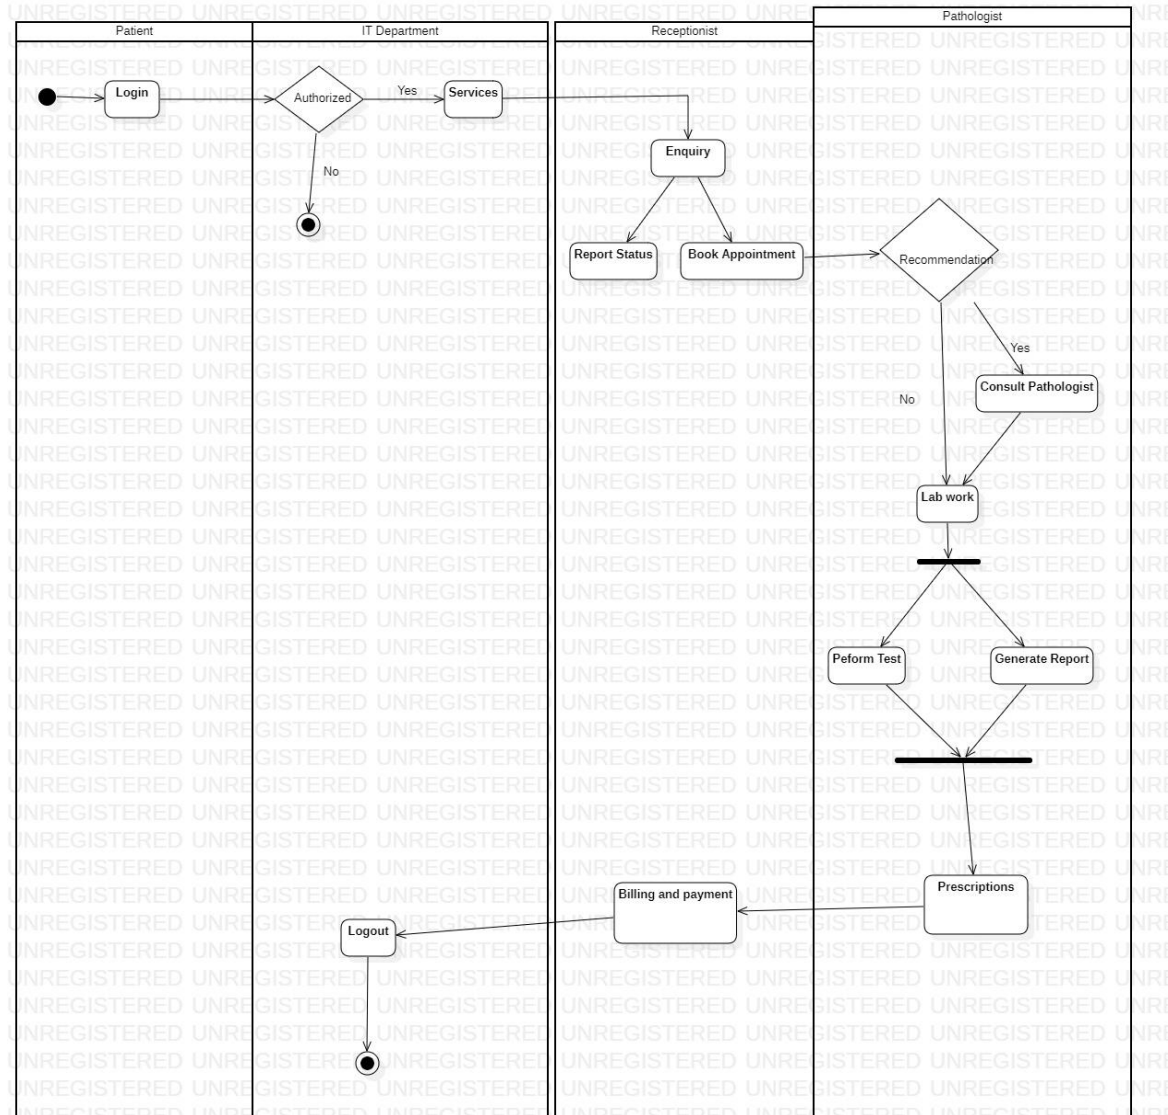 Patient
IT Department
Receptionist
Pathologist
Login
Authorized
Yes
Services
No
Enquiry
Report Status
Book Appointment
Recommendation
Yes
No
Consult Pathologist
Lab work
Peform Test
Generate Report
Prescriptions
Billing and payment
Logout
UNREGISTERED